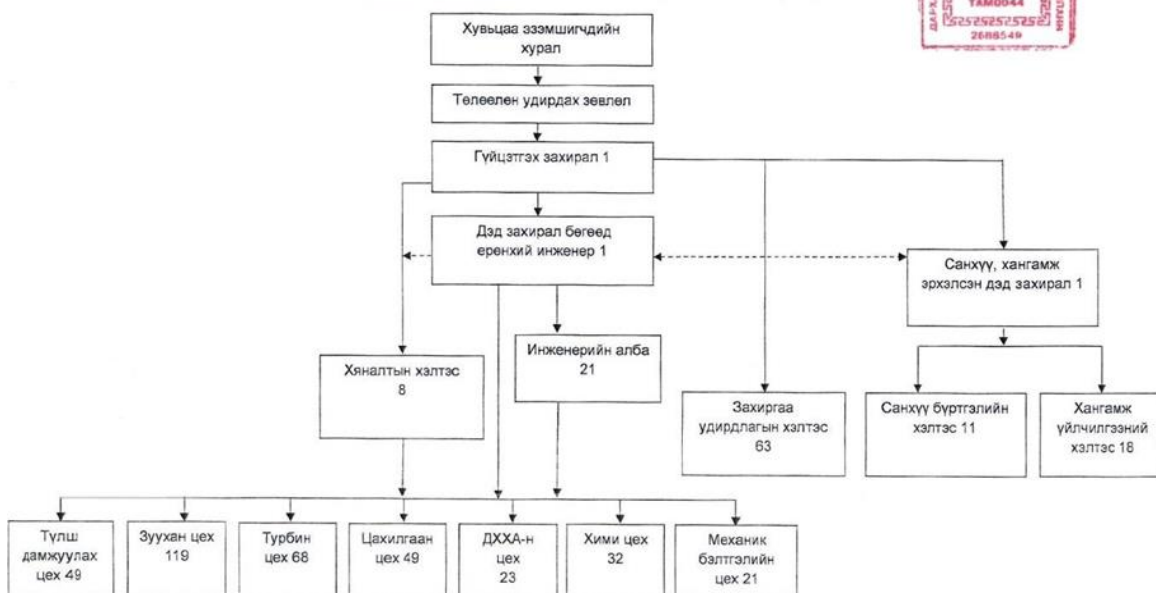 ТАМ0044
2688549
Хувьцаа эзэмшигчдийн
хурал
Төлөөлөн удирдах зөвлөл
Гүйцэтгэх захирал 1
Дэд захирал бөгөөд
ерөнхий инженер 1
Санхүү, хангамж
эрхэлсэн дэд захирал 1
Хяналтын хэлтэс
8
Инженерийн алба
21
Захиргаа
удирдлагын хэлтэс
63
Санхүү бүртгэлийн
хэлтэс 11
Хангамж
үйлчилгээний
хэлтэс 18
Түлш
дамжуулах
цех 49
Зуухан цех
119
Турбин
цех 68
Цахилгаан
цех 49
ДХХА-н
цех
23
Хими цех
32
Механик
бэлтгэлийн
цех 21